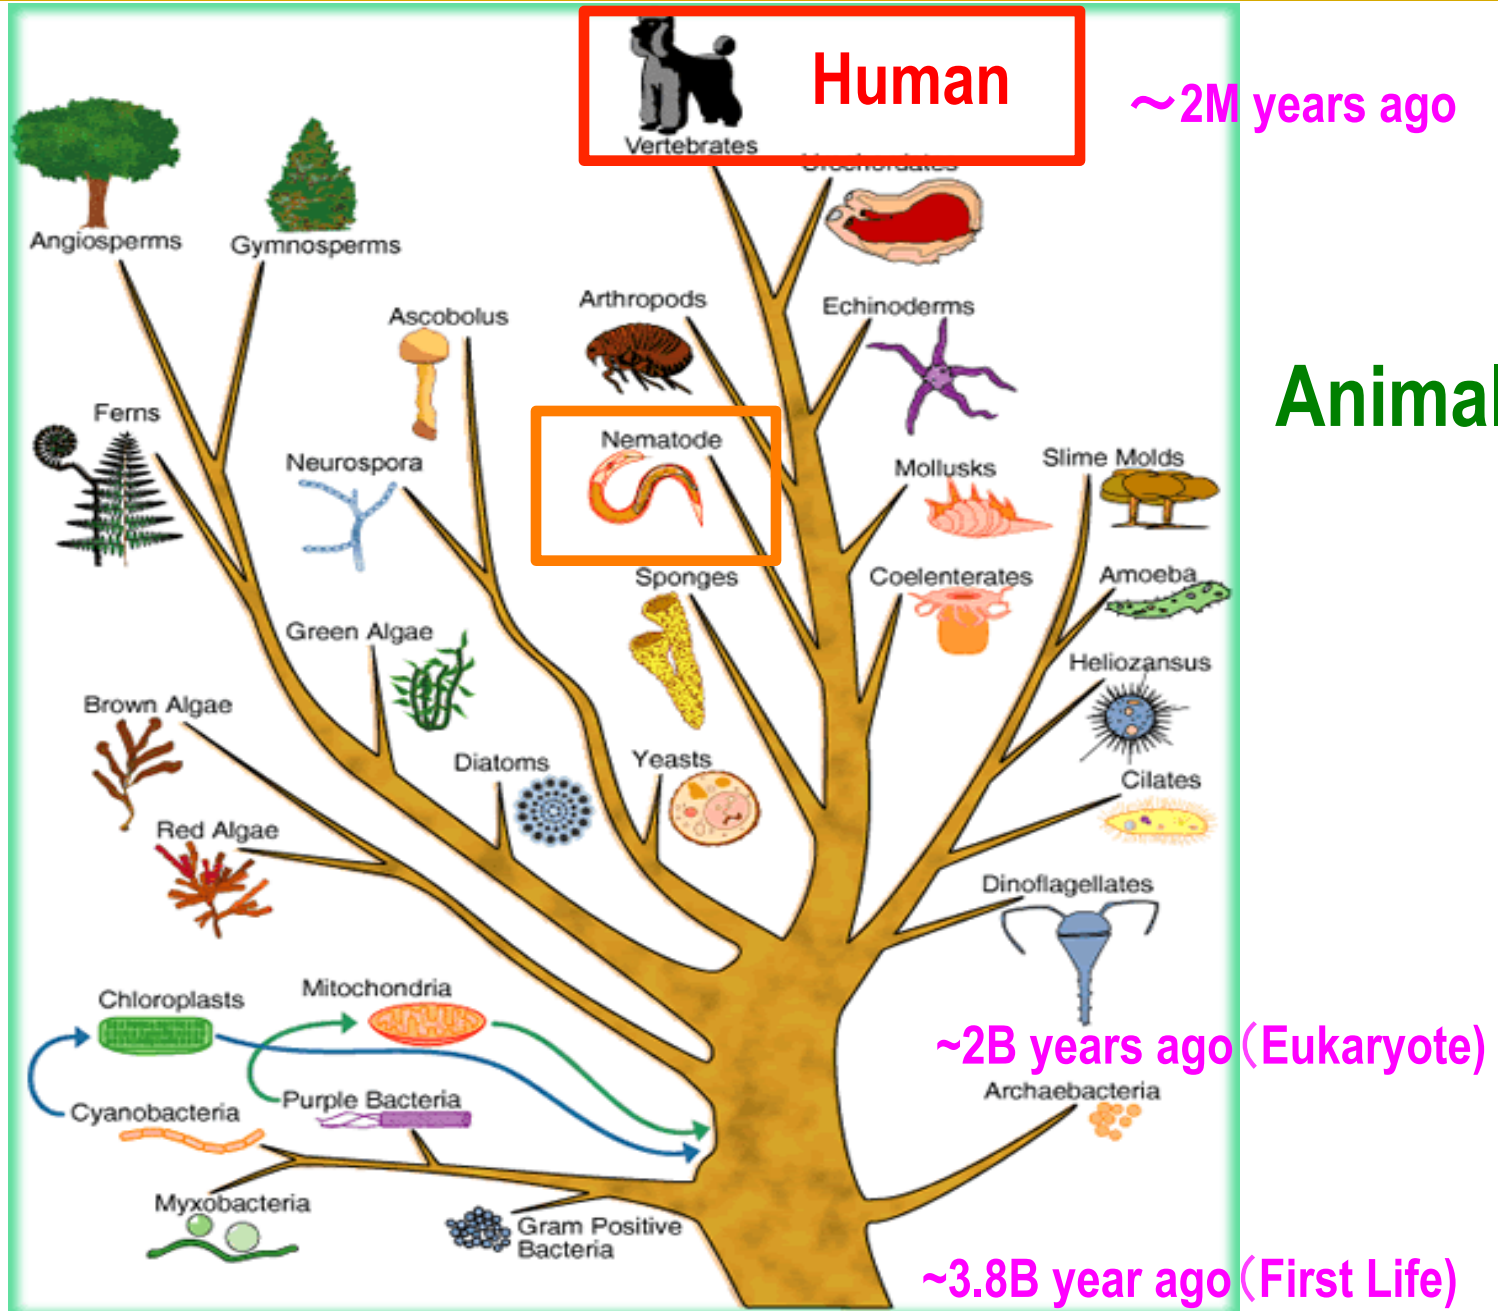 Human
~2M years ago
Vertebrates
Urochordates
Angiosperms
Gymnosperms
Arthropods
Echinoderms
Ascobolus
Animal
Ferns
Nematode
Neurospora
Mollusks
Slime Molds
Sponges
Coelenterates
Amoeba
Green Algae
Heliozansus
Brown Algae
Diatoms
Yeasts
Cilates
Red Algae
Dinoflagellates
Chloroplasts
Mitochondria
~2B years ago(Eukaryote)
Archaebacteria
Cyanobacteria
Purple Bacteria
Myxobacteria
Gram Positive
Bacteria
~3.8B year ago(First Life)